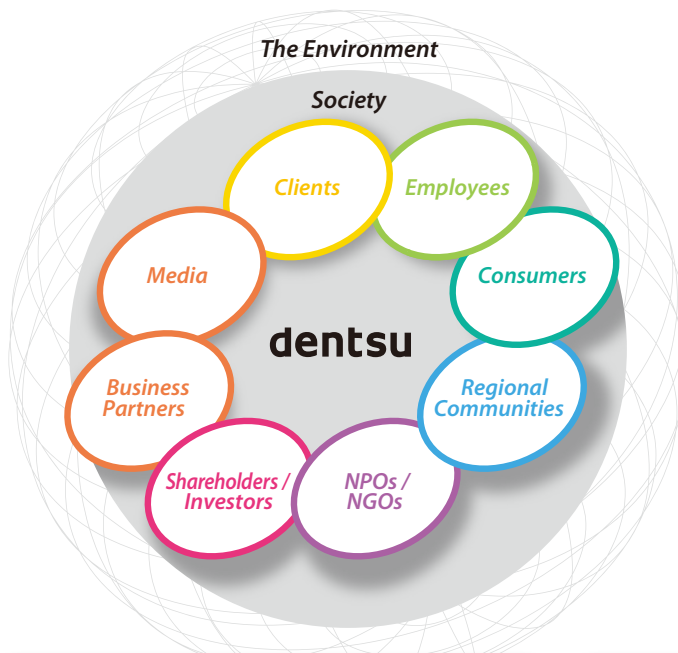 The Environment
Society
Clients
Employees
Media
Consumers
dentsu
Business
Partners
Regional
Communities
Shareholders /
Investors
NPOs /
NGOs